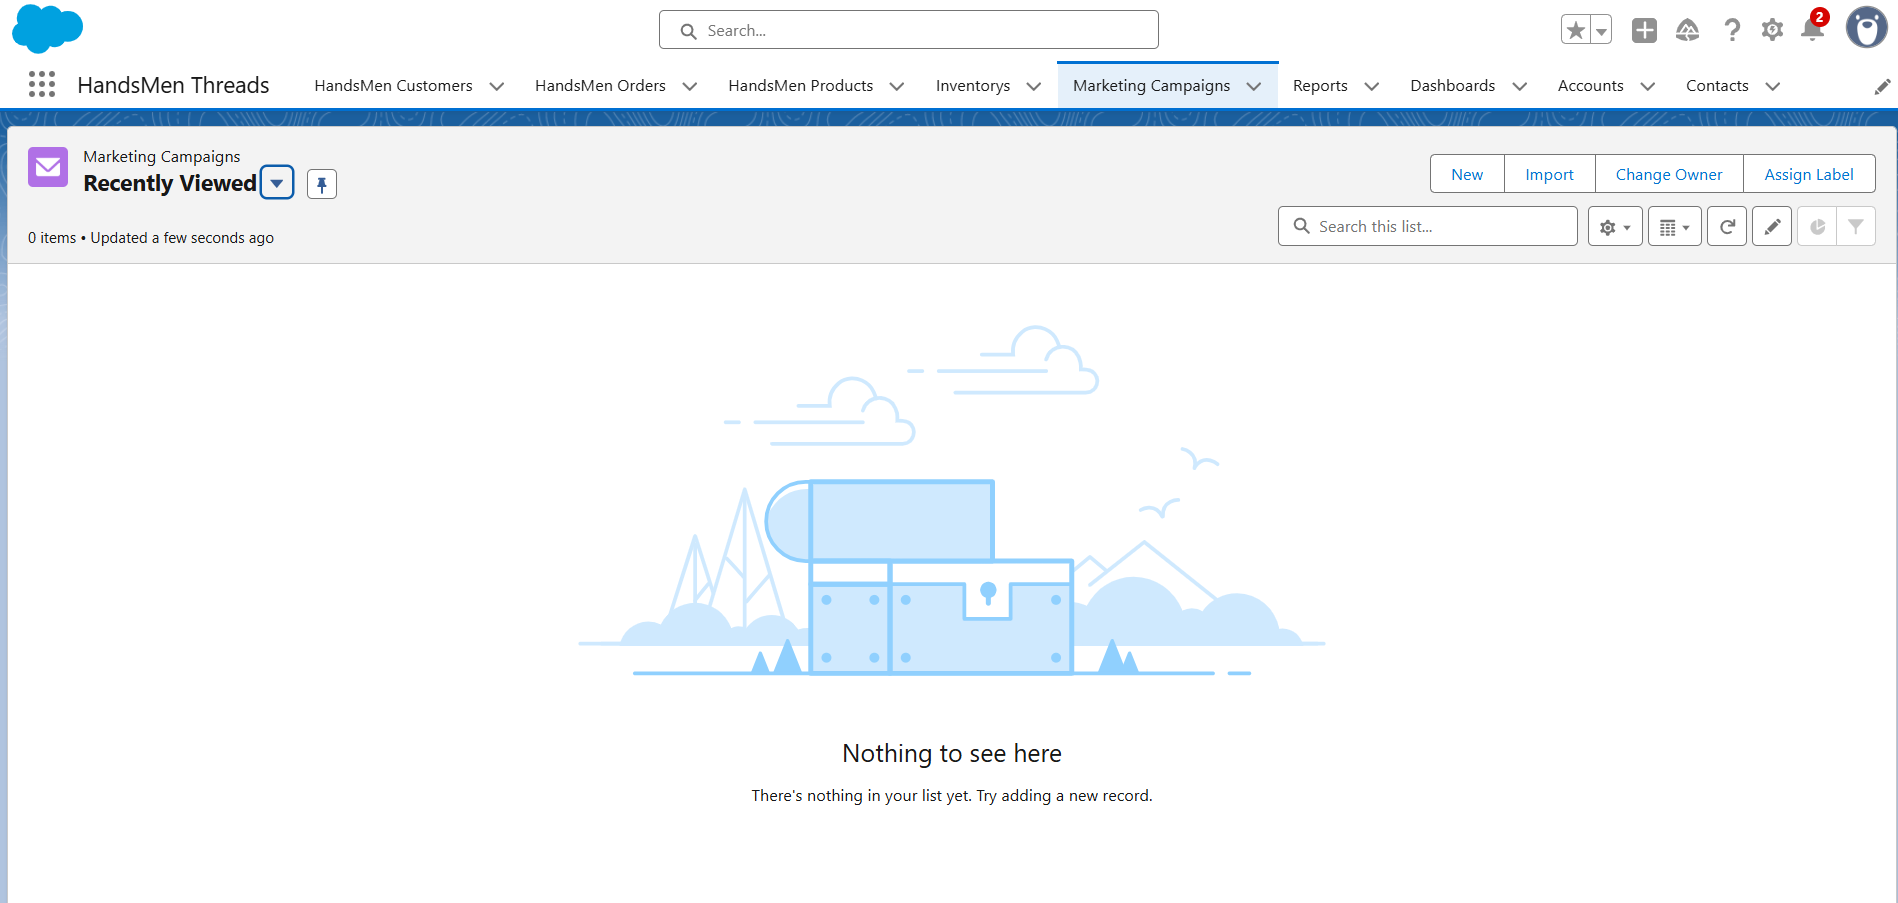 Search...
2
HandsMen Threads
HandsMen Customers
HandsMen Orders
HandsMen Products
Inventorys
Marketing Campaigns
Reports
Dashboards
Accounts
Contacts
Marketing Campaigns
Recently Viewed
New
Import
Change Owner
Assign Label
0 items • Updated a few seconds ago
Search this list...
Nothing to see here
There's nothing in your list yet. Try adding a new record.